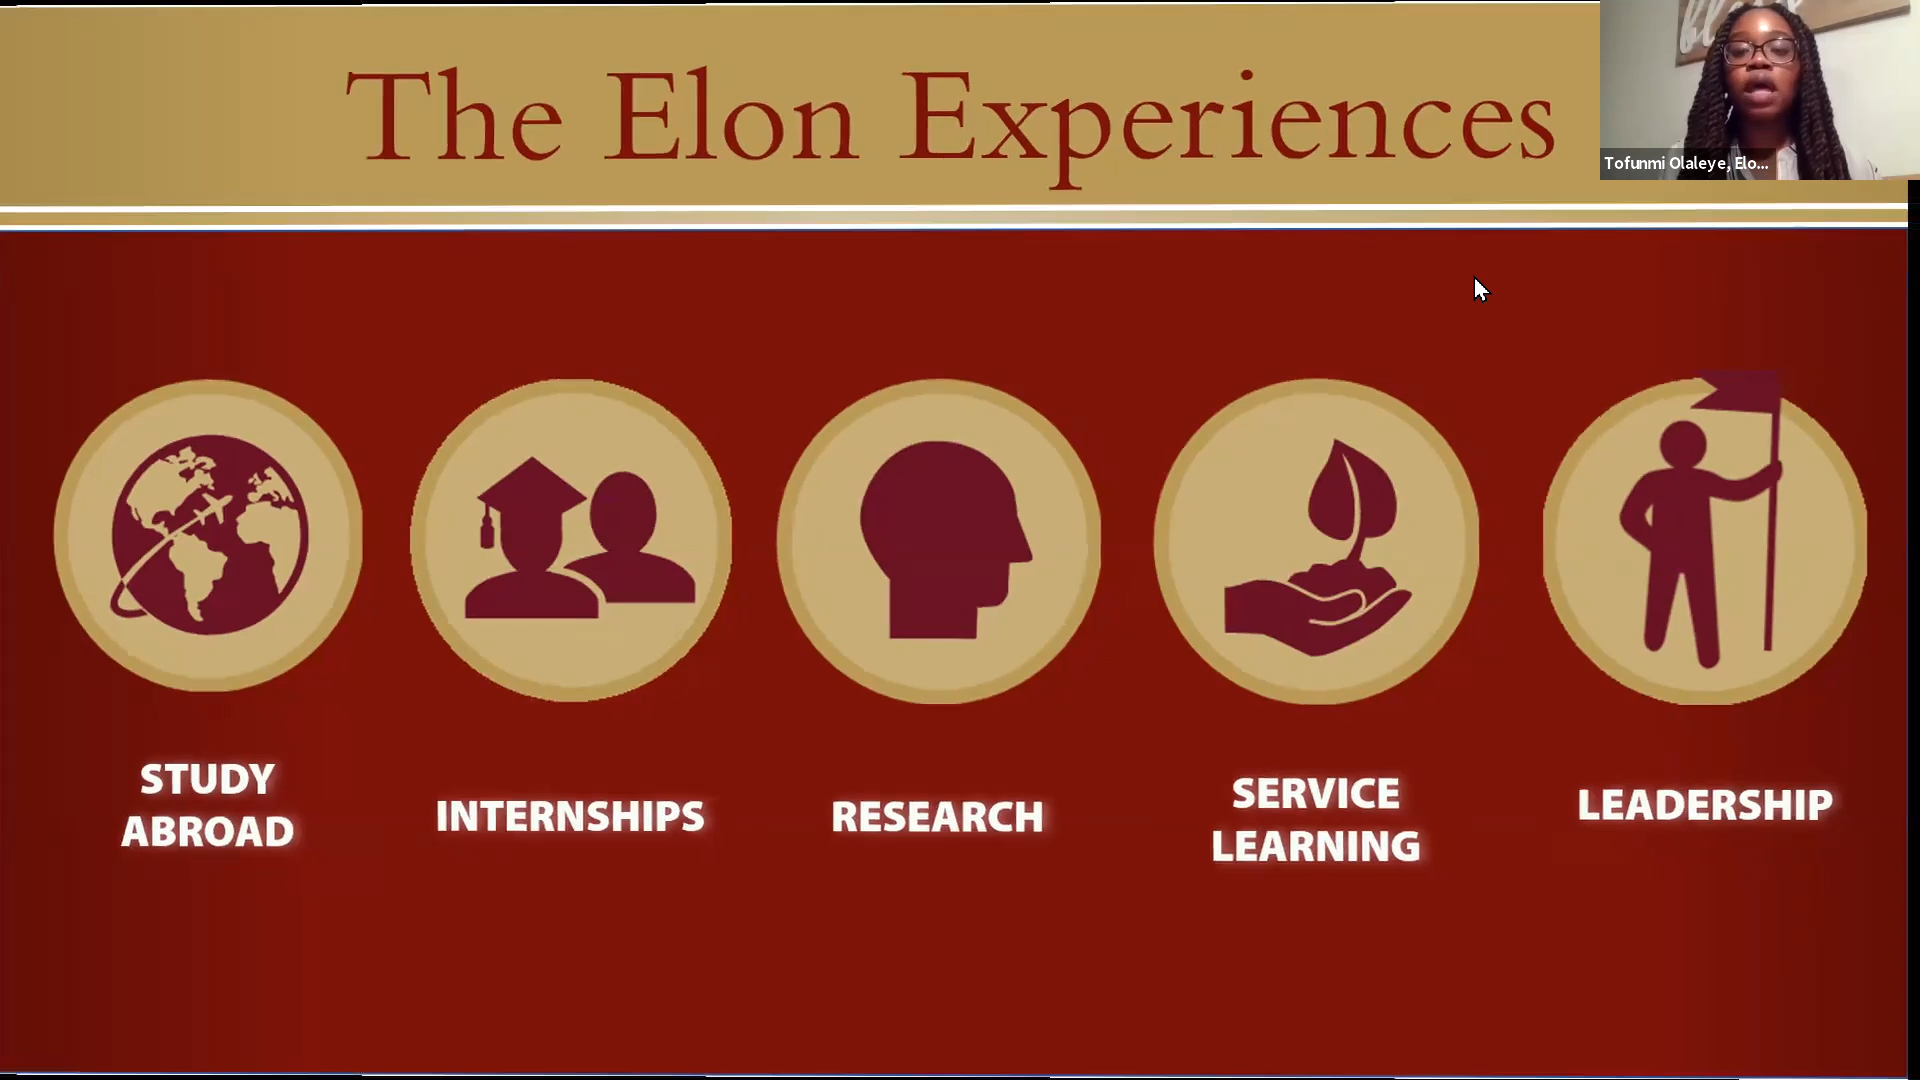 The Elon Experiences
Tofunmi Olaleye, Elo...
STUDY
ABROAD
INTERNSHIPS
RESEARCH
SERVICE
LEARNING
LEADERSHIP